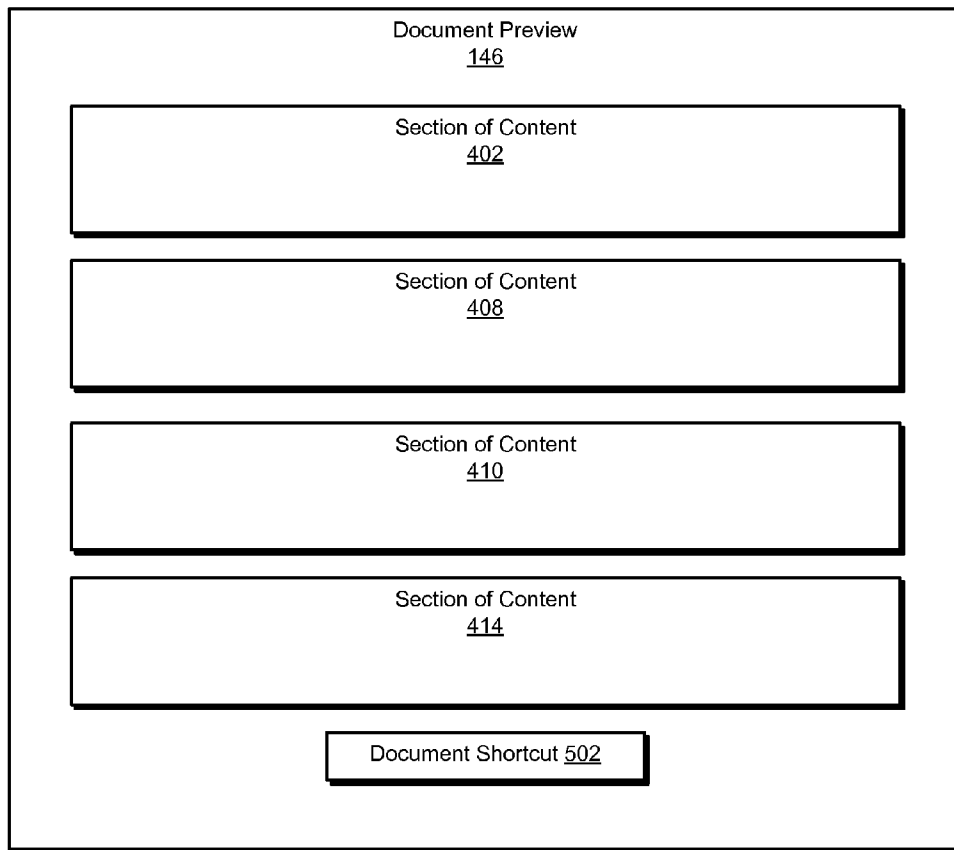 Document Preview
146
Section of Content
402
Section of Content
408
Section of Content
410
Section of Content
414
Document Shortcut 502